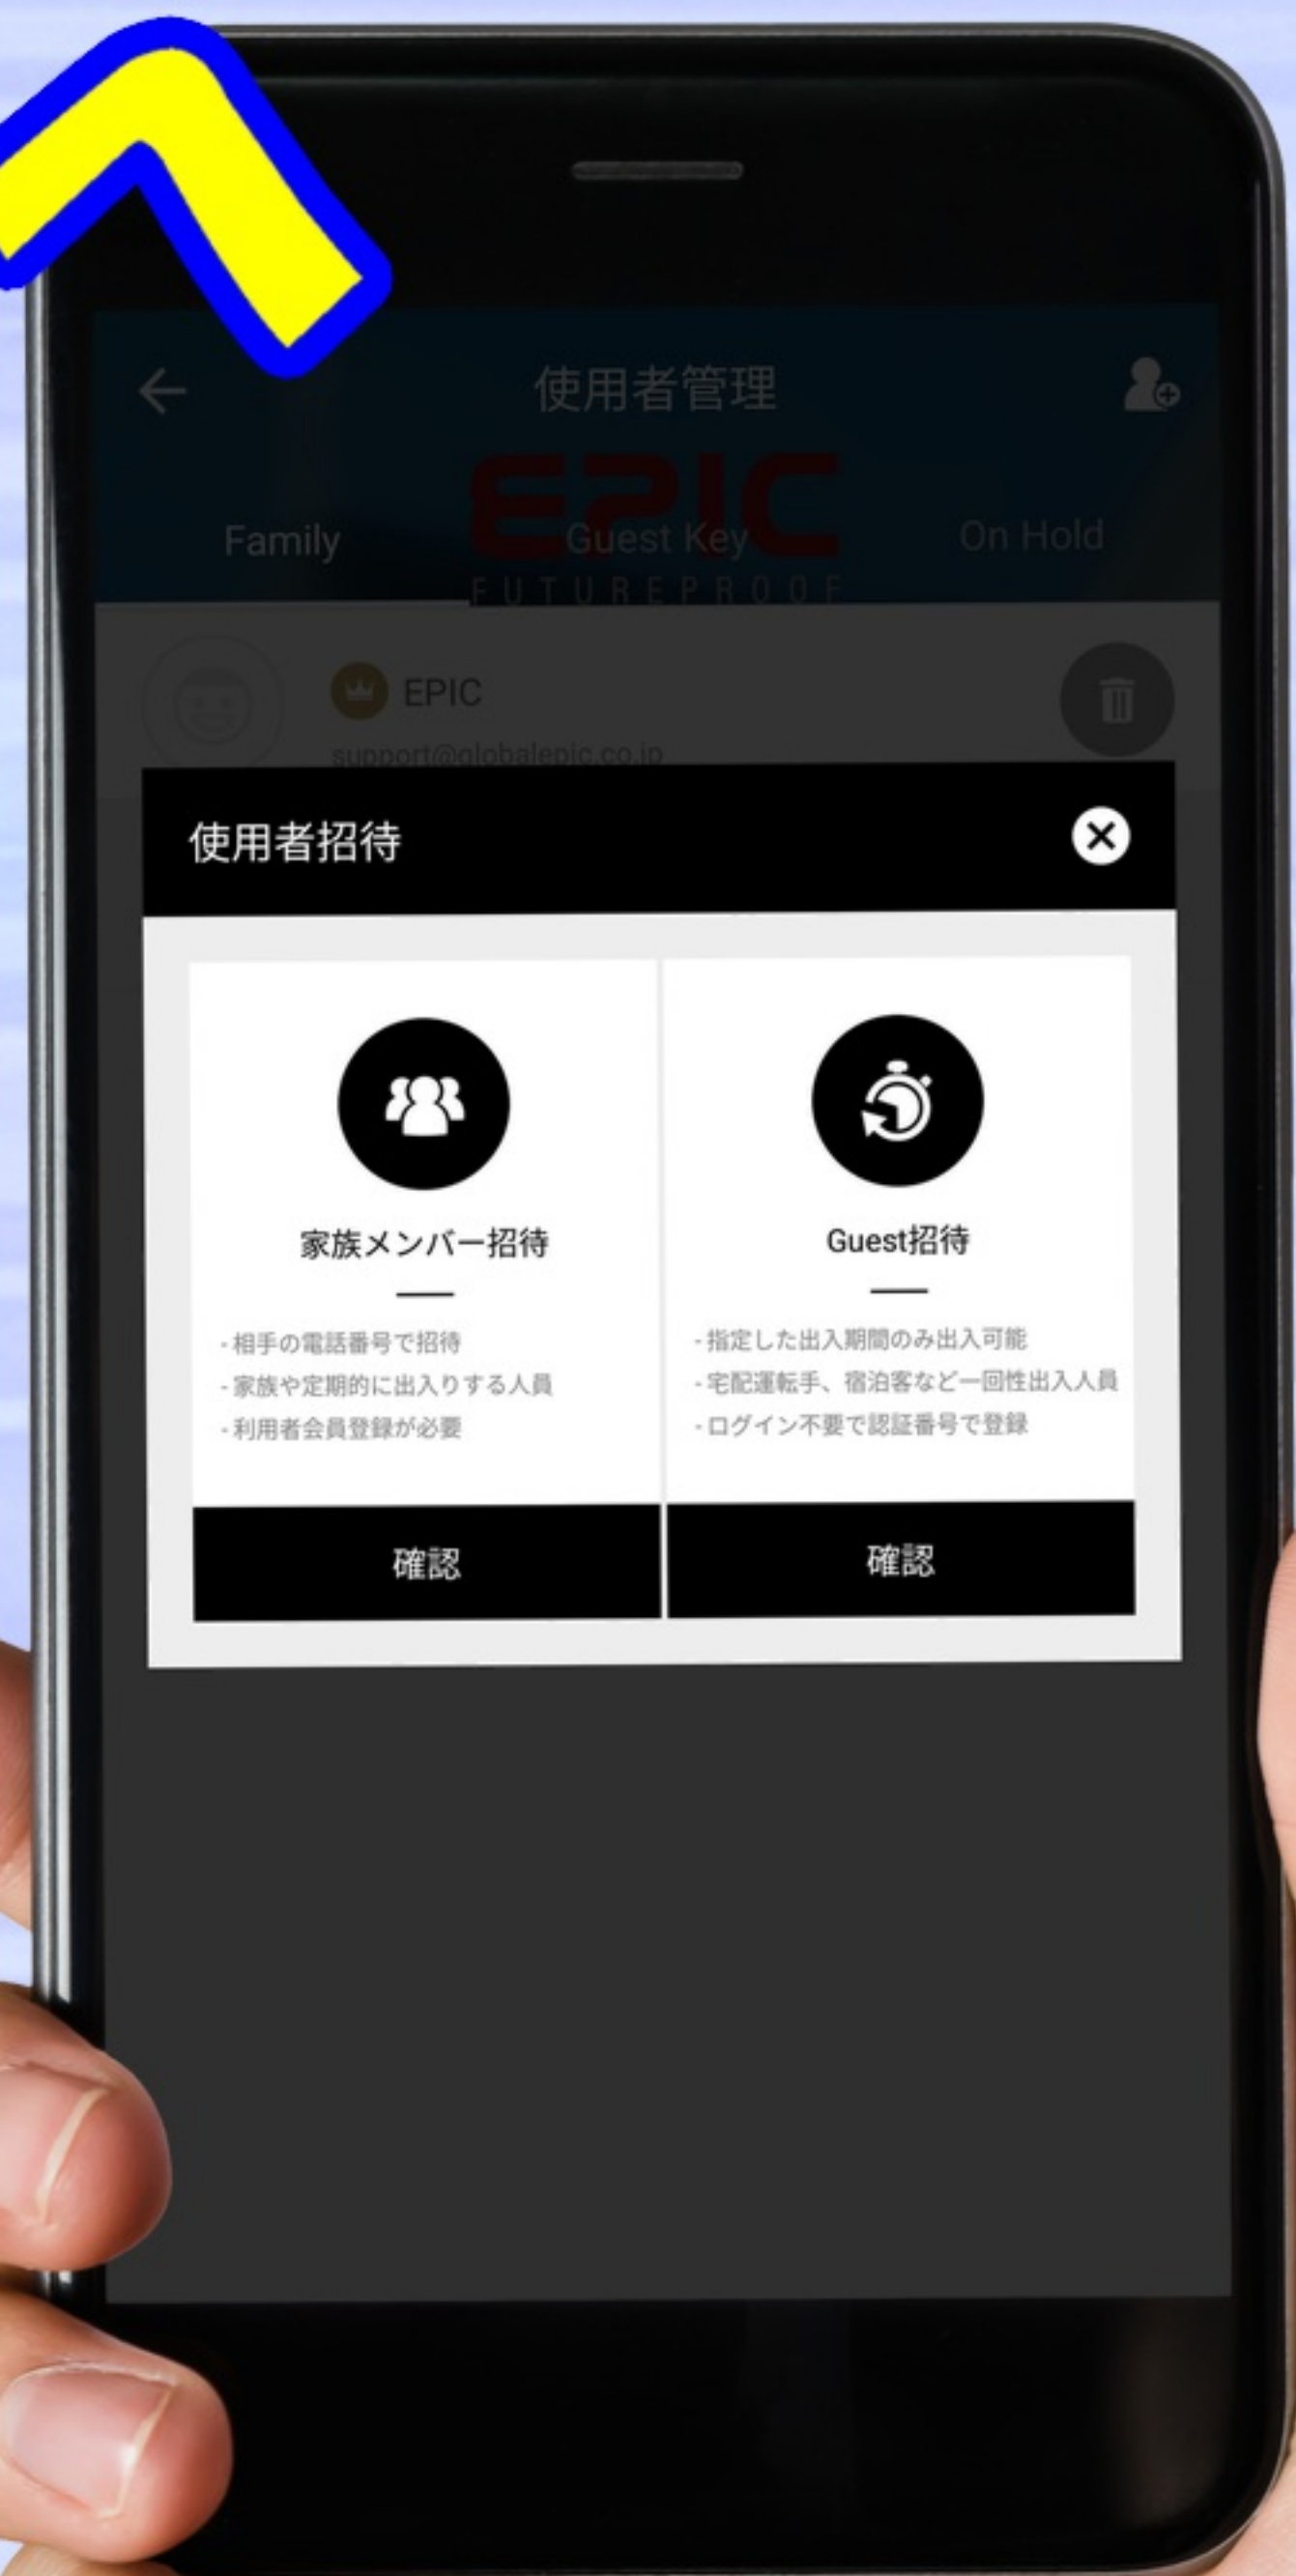 使用者管理
EPIC
Family
Guest Key
On Hold
FUTUREPROOF
EPIC
support@globalepic.co.jp
使用者招待
家族メンバー招待
- 相手の電話番号で招待
- 家族や定期的に出入りする人員
- 利用者会員登録が必要
確認
Guest招待
- 指定した出入期間のみ出入可能
- 宅配運転手、宿泊客など一回性出入人員
- ログイン不要で認証番号で登録
確認